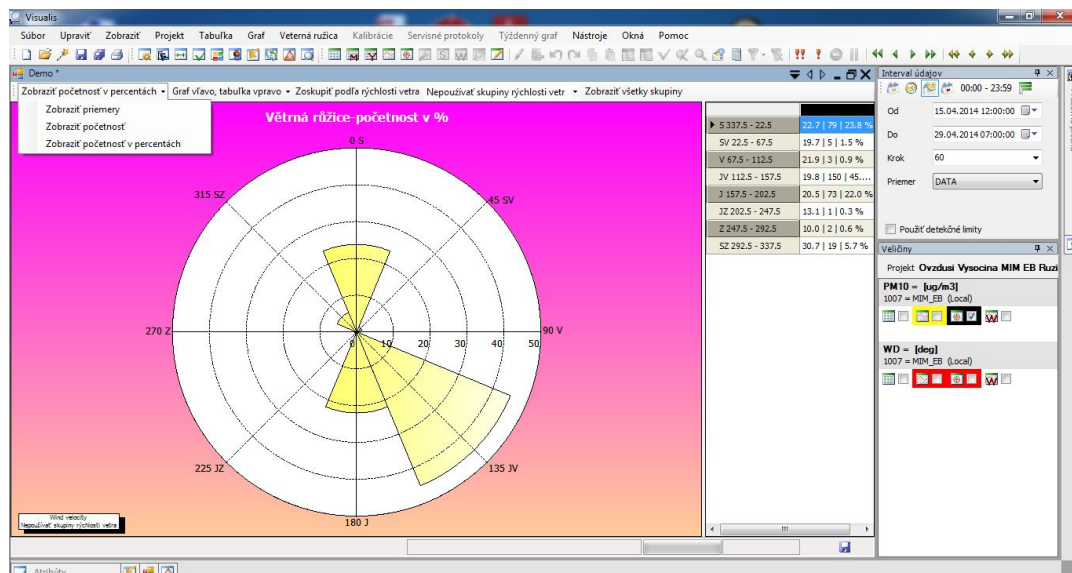 Visualis
Súbor Upraviť Zobraziť Projekt Tabuľka Graf Veterná ružica Kalibrácie Servisné protokoly Týždenný graf Nástroje Okná Pomoc
Demo *
Zobraziť početnosť v percentách Graf vľavo, tabuľka vpravo Zoskupiť podľa rýchlosti vetra Nepoužívať skupiny rýchlosti vetr Zobraziť všetky skupiny
Zobraziť priemery
Zobraziť početnosť
Zobraziť početnosť v percentách
Větrná růžice-početnost v %
0 S
45 SV
90 V
135 JV
180 J
225 JZ
270 Z
315 SZ
0 10 20 30 40 50
Wind velocity
Nepoužívať skupiny rýchlosti vetra
S 337.5 - 22.5 22.7 | 79 | 23.8 %
SV 22.5 - 67.5 19.7 | 5 | 1.5 %
V 67.5 - 112.5 21.9 | 3 | 0.9 %
JV 112.5 - 157.5 19.8 | 150 | 45....
J 157.5 - 202.5 20.5 | 73 | 22.0 %
JZ 202.5 - 247.5 13.1 | 1 | 0.3 %
Z 247.5 - 292.5 10.0 | 2 | 0.6 %
SZ 292.5 - 337.5 30.7 | 19 | 5.7 %
Interval údajov
00:00 - 23:59
Od 15.04.2014 12:00:00
Do 29.04.2014 07:00:00
Krok 60
Priemer DATA
Použiť detekčné limity
Veličiny
Projekt Ovzdusi Vysocina MIM EB Ruzi
PM10 = [ug/m3]
1007 = MIM_EB (Local)
WD = [deg]
1007 = MIM_EB (Local)
Atribúty